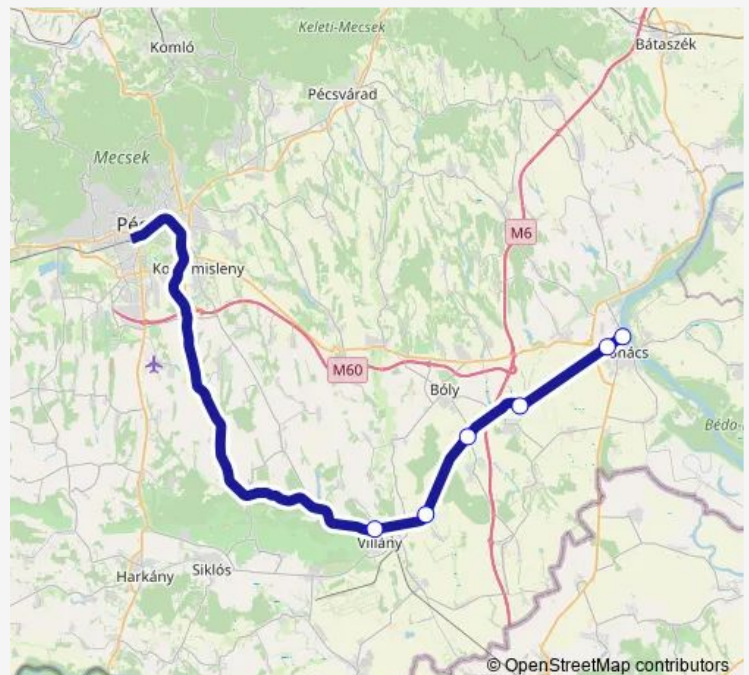 Keleti-Mecsek
Komló
Bátaszék
Pécsvárad
Mecsek
M6
M60
Bóly
Villány
Siklós
Harkány
© OpenStreetMap contributors